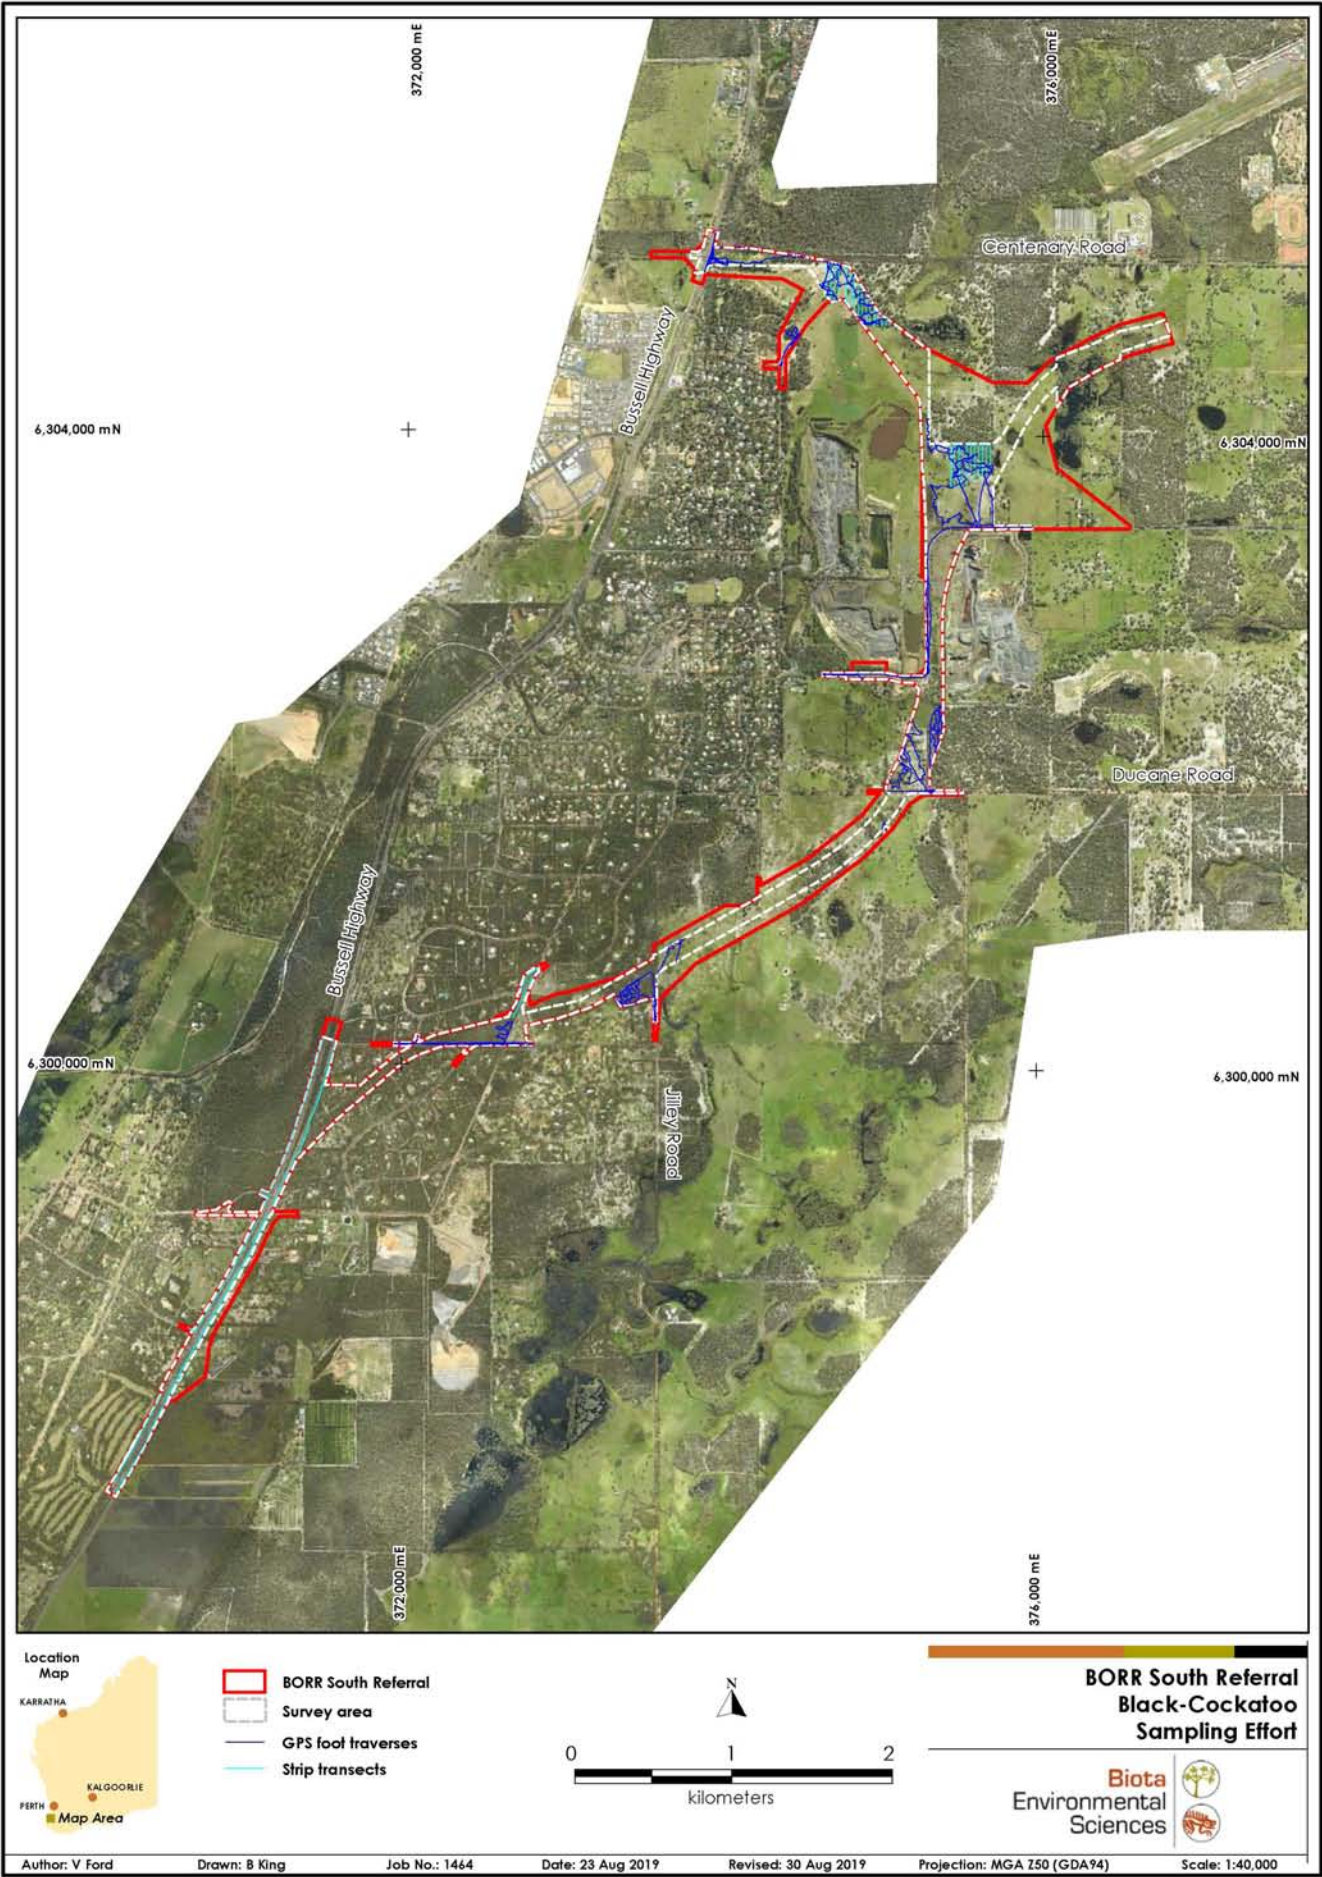 372,000 mE
376,000 mE
Centenary Road
Bussell Highway
6,304,000 mN
6,304,000 mN
Ducane Road
Bussell Highway
6,300,000 mN
6,300,000 mN
Jilley Road
372,000 mE
376,000 mE
Location
Map
KARRATHA
KALGOORLIE
PERTH
Map Area
BORR South Referral
Survey area
GPS foot traverses
Strip transects
N
0 1 2
kilometers
BORR South Referral
Black-Cockatoo
Sampling Effort
Biota
Environmental
Sciences
Author: V Ford Drawn: B King Job No.: 1464 Date: 23 Aug 2019 Revised: 30 Aug 2019 Projection: MGA Z50 (GDA94) Scale: 1:40,000